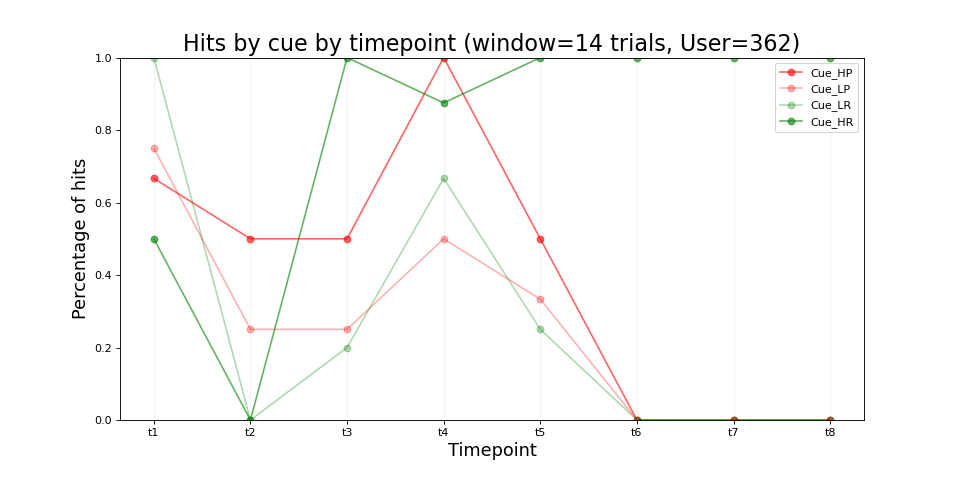 Hits by cue by timepoint (window=14 trials, User=362)
Percentage of hits
1.0
0.8
0.6
0.4
0.2
0.0
Cue_HP
Cue_LP
Cue_LR
Cue_HR
t1 t2 t3 t4 t5 t6 t7 t8
Timepoint